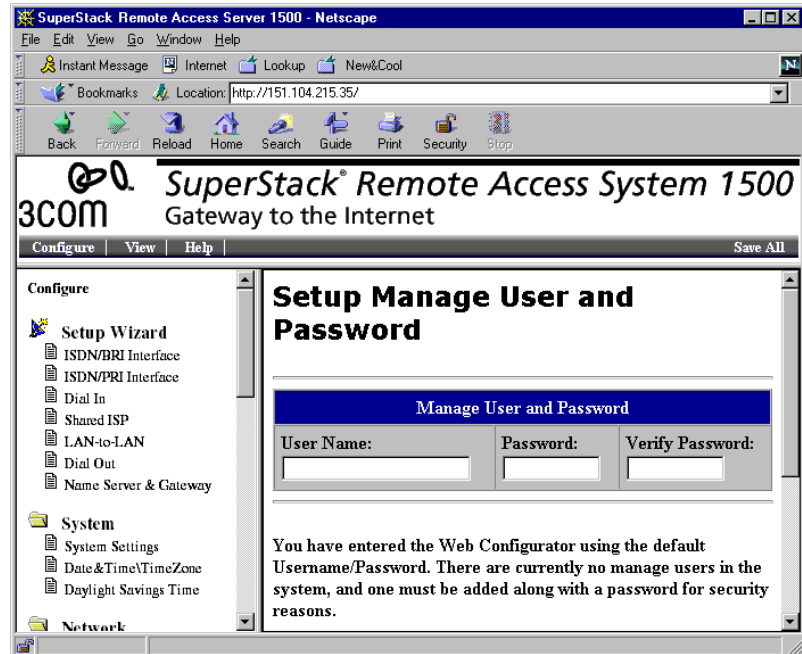 SuperStack Remote Access Server 1500 - Netscape
File Edit View Go Window Help
Instant Message Internet Lookup New&Cool
Bookmarks Location: http://151.104.215.35/
Back Forward Reload Home Search Guide Print Security Stop
3COM
SuperStack® Remote Access System 1500
Gateway to the Internet
Configure | View | Help | Save All
Configure
Setup Wizard
ISDN/BRI Interface
ISDN/PRI Interface
Dial In
Shared ISP
LAN-to-LAN
Dial Out
Name Server & Gateway
System
System Settings
Date&Time\TimeZone
Daylight Savings Time
Network
Setup Manage User and
Password
Manage User and Password
User Name: Password: Verify Password:
You have entered the Web Configurator using the default
Username/Password. There are currently no manage users in the
system, and one must be added along with a password for security
reasons.